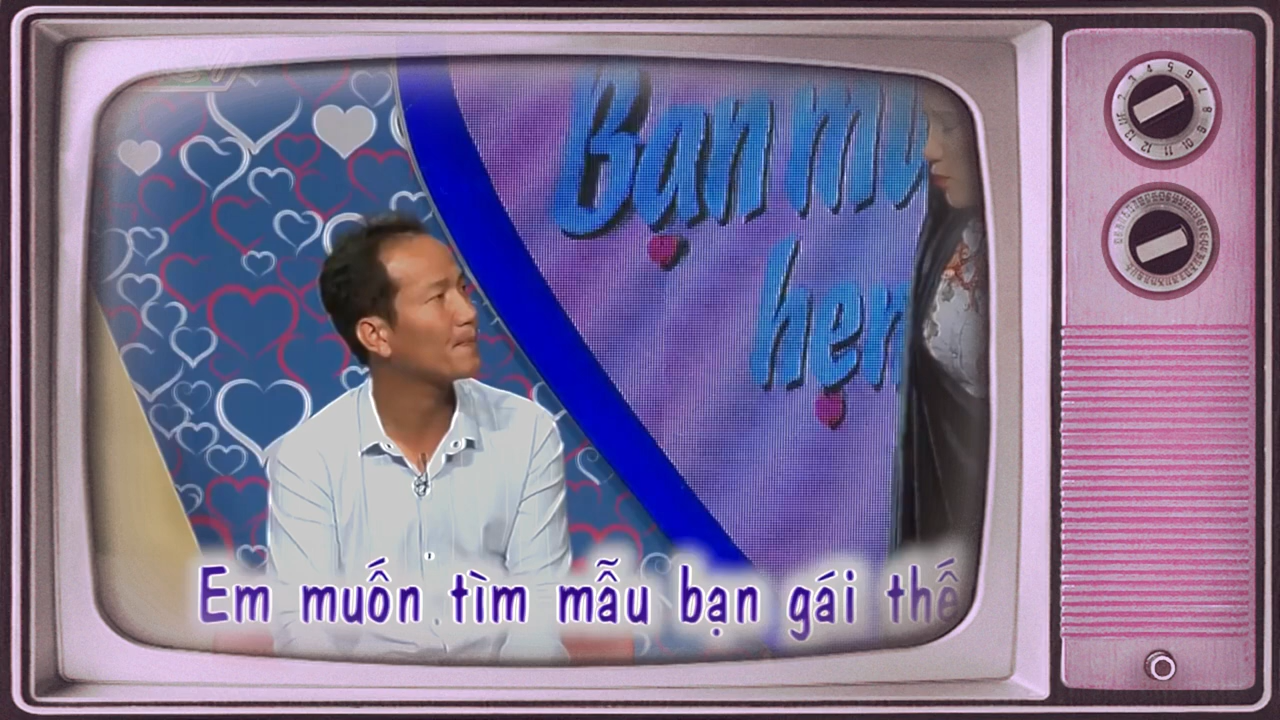 Bạn mu
hẹn
Em muốn tìm mẫu bạn gái thế